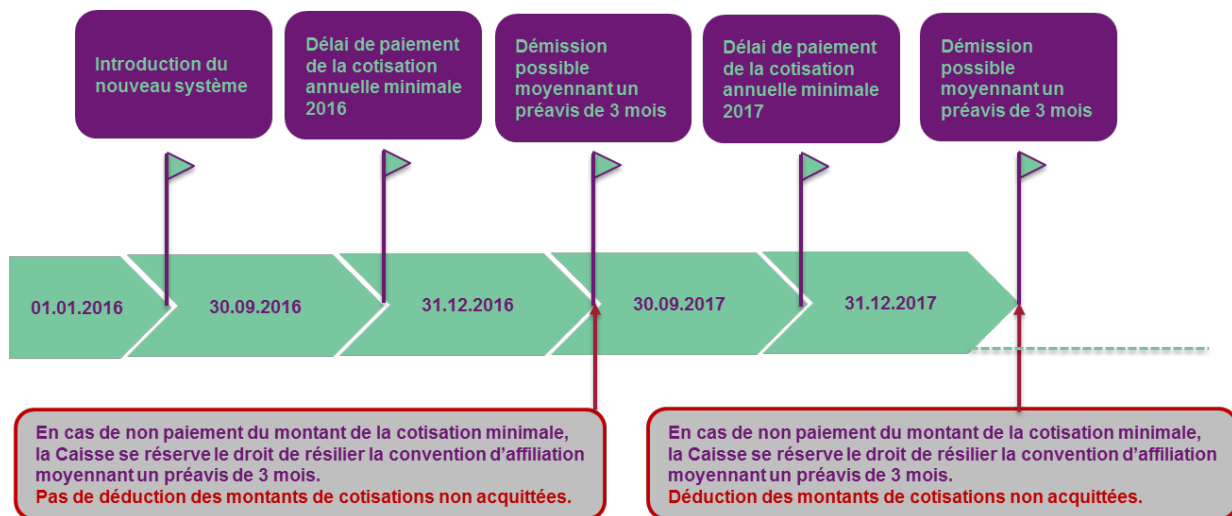 Introduction du
nouveau système
Délai de paiement
de la cotisation
annuelle minimale
2016
Démission
possible
moyennant un
préavis de 3 mois
Délai de paiement
de la cotisation
annuelle minimale
2017
Démission
possible
moyennant un
préavis de 3 mois
01.01.2016
30.09.2016
31.12.2016
30.09.2017
31.12.2017
En cas de non paiement du montant de la cotisation minimale,
la Caisse se réserve le droit de résilier la convention d’affiliation
moyennant un préavis de 3 mois.
Pas de déduction des montants de cotisations non acquittées.
En cas de non paiement du montant de la cotisation minimale,
la Caisse se réserve le droit de résilier la convention d’affiliation
moyennant un préavis de 3 mois.
Déduction des montants de cotisations non acquittées.